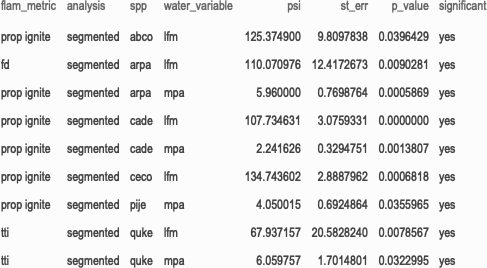 flam_metric analysis spp water_variable psi st_err p_value significant
prop ignite segmented abco lfm 125.374900 9.8097838 0.0396429 yes
fd segmented arpa lfm 110.070976 12.4172673 0.0090281 yes
prop ignite segmented arpa mpa 5.960000 0.7698764 0.0005869 yes
prop ignite segmented cade lfm 107.734631 3.0759331 0.0000000 yes
prop ignite segmented cade mpa 2.241626 0.3294751 0.0013807 yes
prop ignite segmented ceco lfm 134.743602 2.8887962 0.0006818 yes
prop ignite segmented pije mpa 4.050015 0.6924864 0.0355965 yes
tti segmented quke lfm 67.937157 20.5828240 0.0078567 yes
tti segmented quke mpa 6.059757 1.7014801 0.0322995 yes